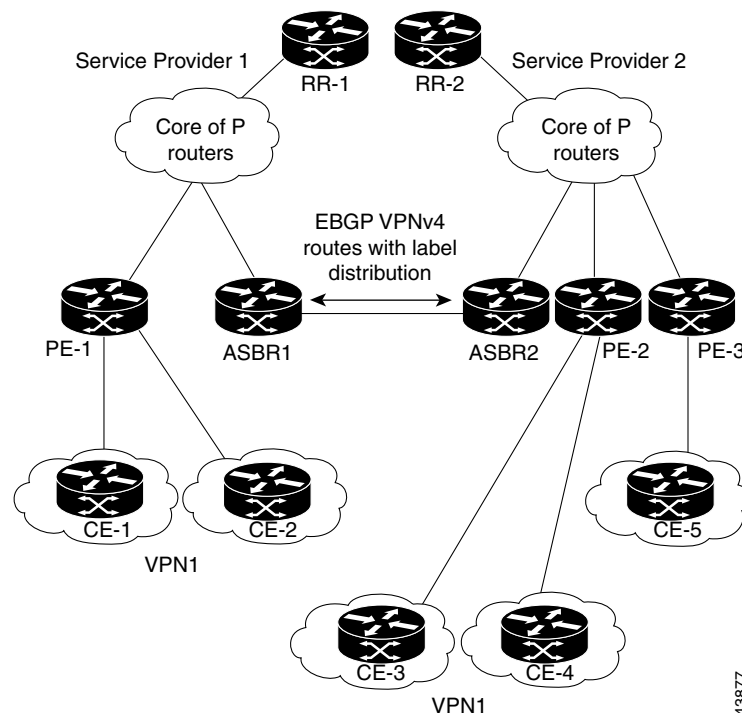 Service Provider 1
RR-1
RR-2
Service Provider 2
Core of P
routers
Core of P
routers
EBGP VPNv4
routes with label
distribution
PE-1
ASBR1
ASBR2
PE-2
PE-3
CE-1
CE-2
CE-5
VPN1
CE-3
CE-4
VPN1
43877